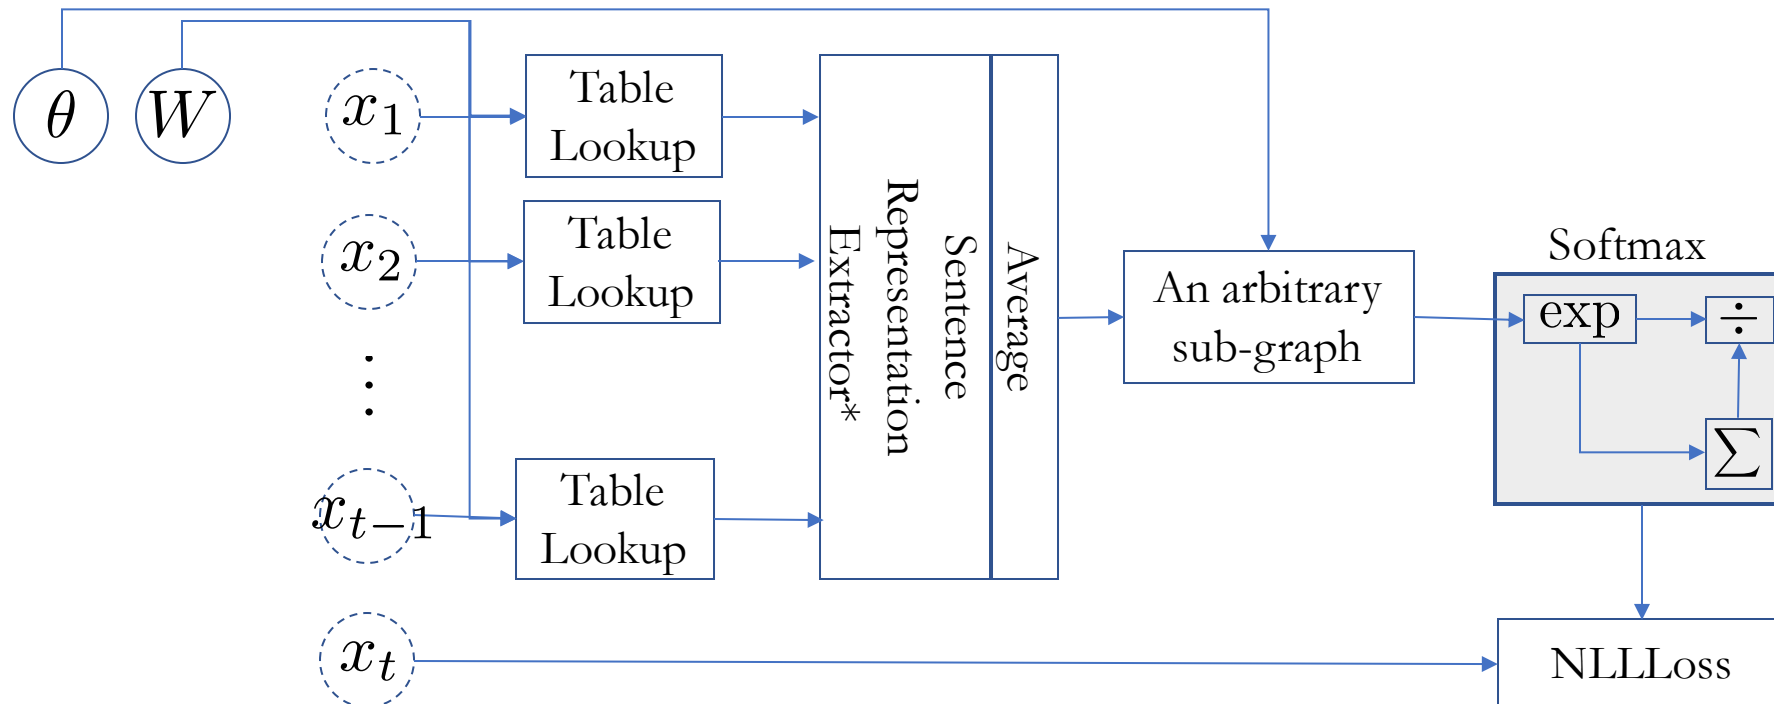 θ
W
x₁
Table
Lookup
x₂
Table
Lookup
⋮
xₜ₋₁
Table
Lookup
xₜ
Sentence
Representation
Extractor*
Average
An arbitrary
sub-graph
Softmax
exp
÷
∑
NLLLoss